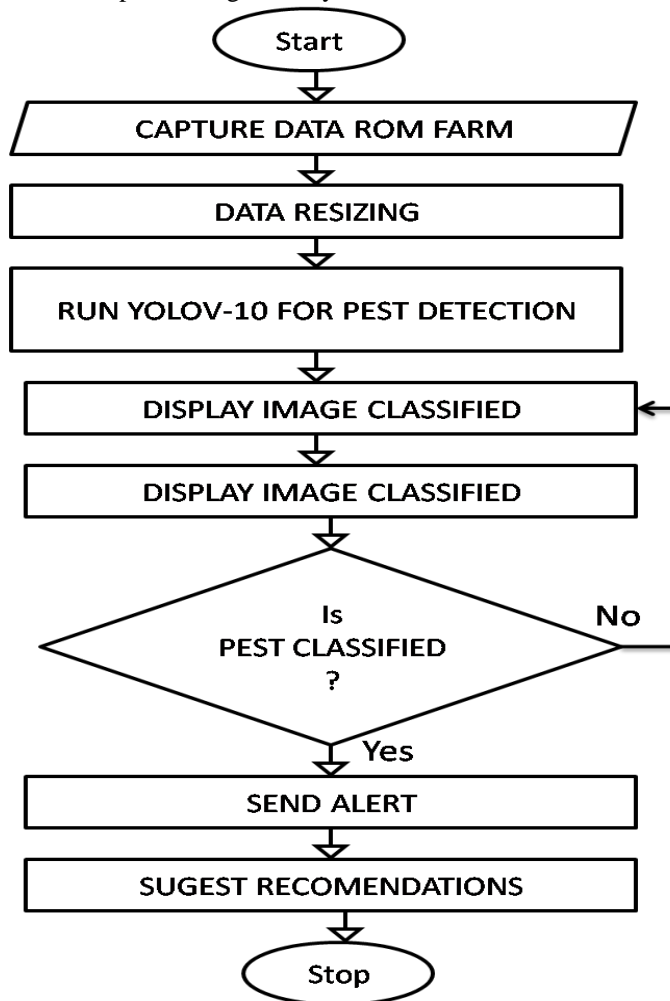 Start
CAPTURE DATA ROM FARM
DATA RESIZING
RUN YOLOV-10 FOR PEST DETECTION
DISPLAY IMAGE CLASSIFIED
DISPLAY IMAGE CLASSIFIED
Is
PEST CLASSIFIED
?
No
Yes
SEND ALERT
SUGEST RECOMENDATIONS
Stop